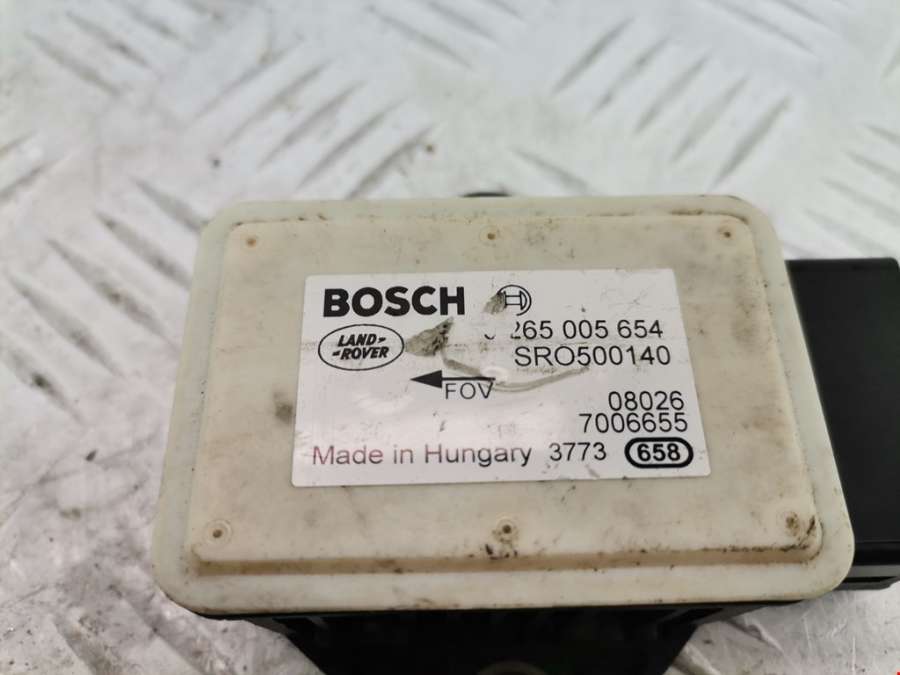 BOSCH
265 005 654
LAND-
-ROVER
SRO500140
FOV
08026
7006655
Made in Hungary 3773 658